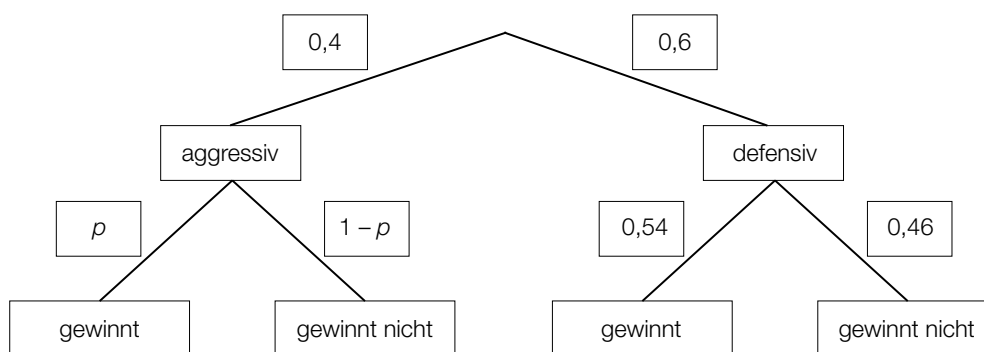 0,4
0,6
aggressiv
defensiv
p
1 – p
0,54
0,46
gewinnt
gewinnt nicht
gewinnt
gewinnt nicht